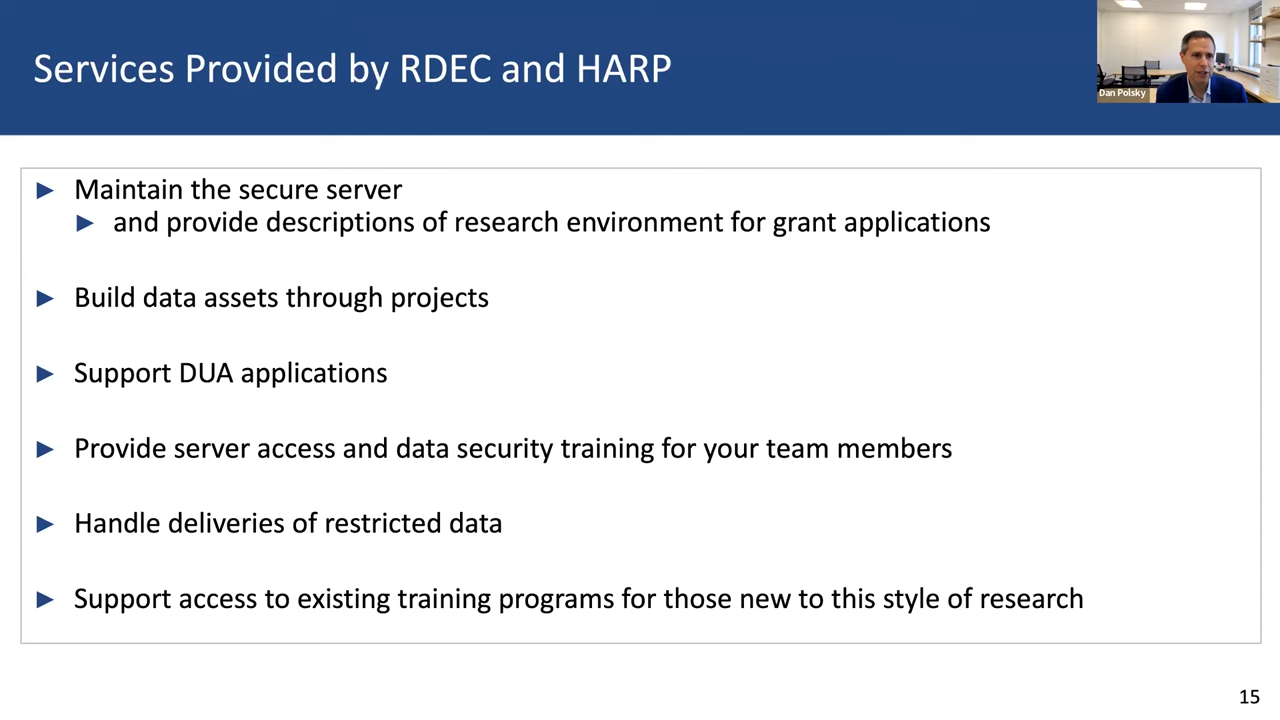 Services Provided by RDEC and HARP
Dan Polsky
► Maintain the secure server
► and provide descriptions of research environment for grant applications
► Build data assets through projects
► Support DUA applications
► Provide server access and data security training for your team members
► Handle deliveries of restricted data
► Support access to existing training programs for those new to this style of research
15